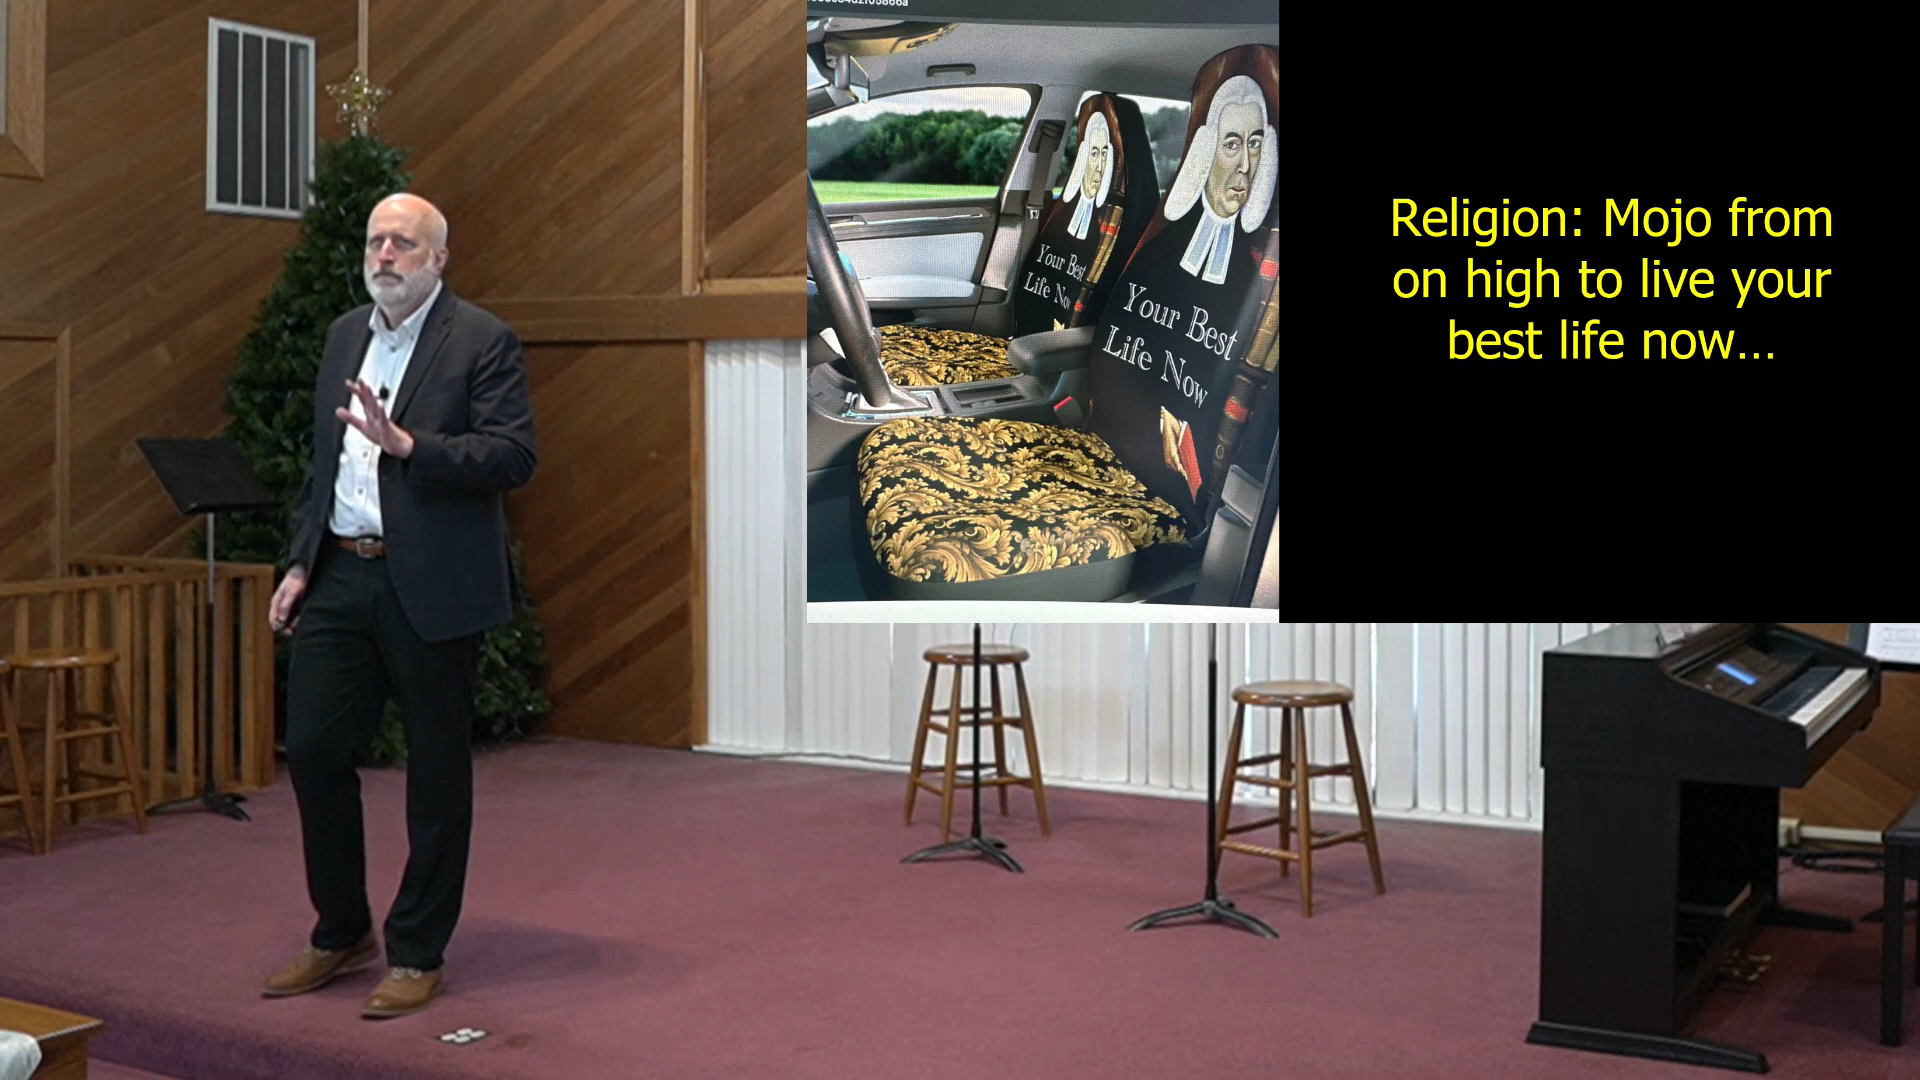 Your Best
Life Now
Your Best
Life Now
Religion: Mojo from
on high to live your
best life now...